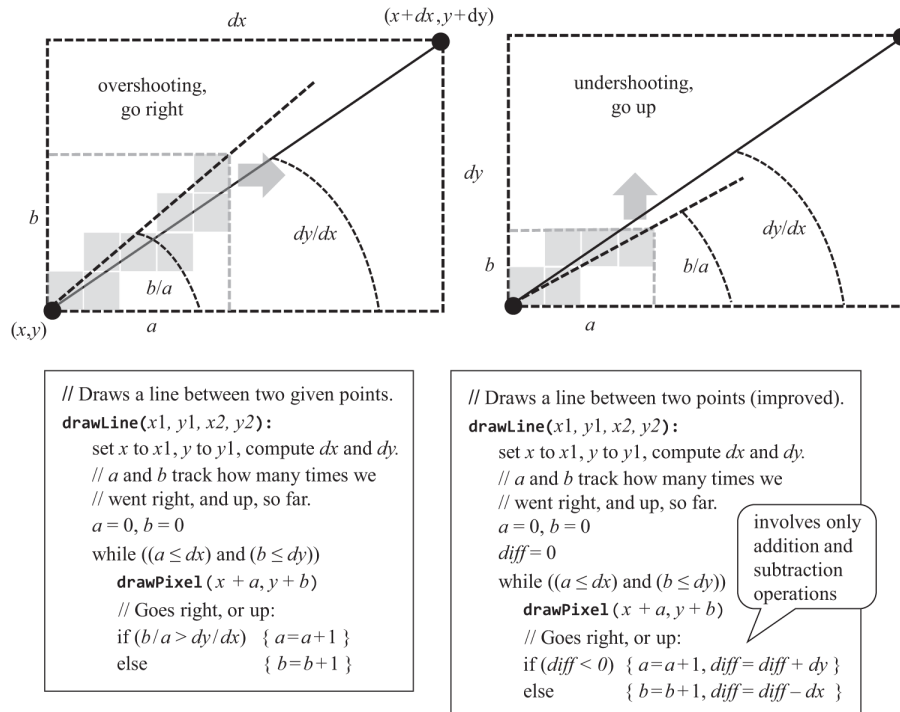 dx
(x+dx, y+dy)
overshooting,
go right
b
dy/dx
b/a
(x,y)
a
undershooting,
go up
dy
dy/dx
b
b/a
a
// Draws a line between two given points.
drawLine(x1, y1, x2, y2):
set x to x1, y to y1, compute dx and dy.
// a and b track how many times we
// went right, and up, so far.
a = 0, b = 0
while ((a ≤ dx) and (b ≤ dy))
drawPixel(x + a, y + b)
// Goes right, or up:
if (b/a > dy/dx) { a=a+1 }
else { b=b+1 }
// Draws a line between two points (improved).
drawLine(x1, y1, x2, y2):
set x to x1, y to y1, compute dx and dy.
// a and b track how many times we
// went right, and up, so far.
a = 0, b = 0
diff = 0
while ((a ≤ dx) and (b ≤ dy))
drawPixel(x + a, y + b)
// Goes right, or up:
if (diff < 0) { a=a+1, diff=diff+dy }
else { b=b+1, diff=diff–dx }
involves only
addition and
subtraction
operations